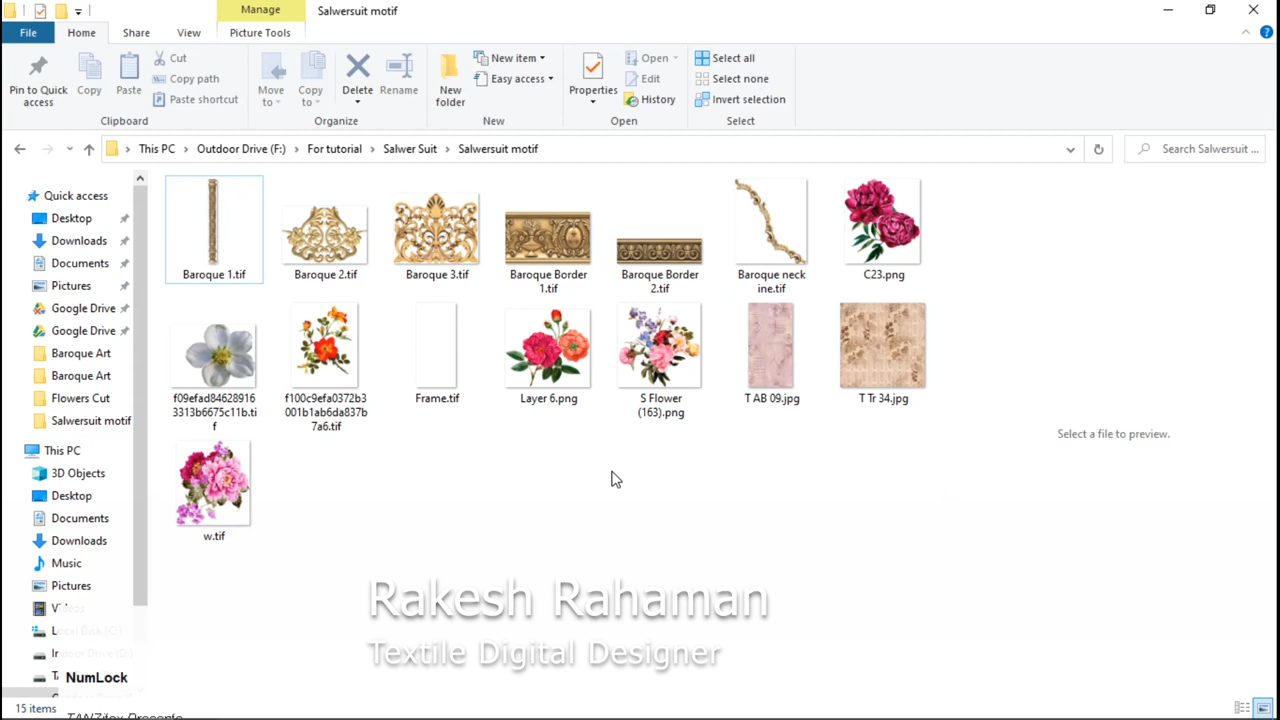 Manage
Salwersuit motif
File
Home
Share
View
Picture Tools
Pin to Quick access
Copy
Paste
Cut
Copy path
Paste shortcut
Clipboard
Move to
Copy to
Delete
Rename
Organize
New folder
New item
Easy access
New
Properties
Open
Edit
History
Open
Select all
Select none
Invert selection
Select
This PC
Outdoor Drive (F:)
For tutorial
Salwer Suit
Salwersuit motif
Search Salwersuit ...
Quick access
Desktop
Downloads
Documents
Pictures
Google Drive
Google Drive
Baroque Art
Baroque Art
Flowers Cut
Salwersuit motif
This PC
3D Objects
Desktop
Documents
Downloads
Music
Pictures
Baroque 1.tif
Baroque 2.tif
Baroque 3.tif
Baroque Border 1.tif
Baroque Border 2.tif
Baroque neck ine.tif
C23.png
f09efad84628916
3313b6675c11b.ti
f
f100c9efa0372b3
001b1ab6da837b
7a6.tif
Frame.tif
Layer 6.png
S Flower
(163).png
T AB 09.jpg
T Tr 34.jpg
w.tif
Select a file to preview.
Rakesh Rahaman
Textile Digital Designer
NumLock
15 items